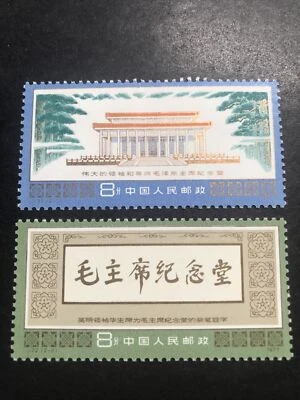 伟大的领袖和导师毛泽东主席纪念堂
8分 中国人民邮政
毛主席纪念堂
英明领袖华主席为毛主席纪念堂的亲笔题字
8分 中国人民邮政